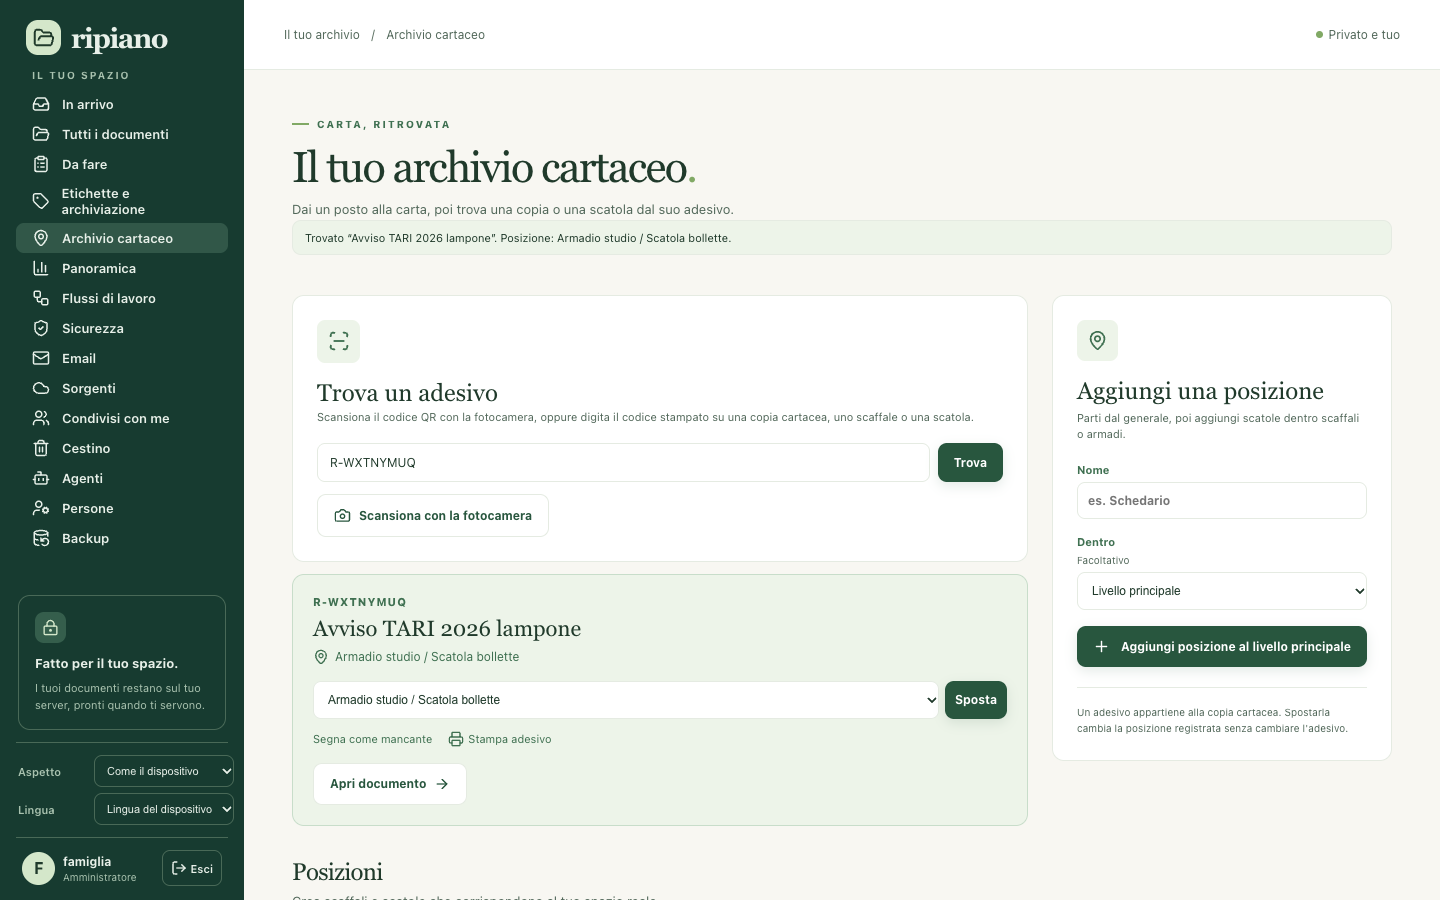 ripiano
IL TUO SPAZIO
In arrivo
Tutti i documenti
Da fare
Etichette e
archiviazione
Archivio cartaceo
Panoramica
Flussi di lavoro
Sicurezza
Email
Sorgenti
Condivisi con me
Cestino
Agenti
Persone
Backup
Fatto per il tuo spazio.
I tuoi documenti restano sul tuo
server, pronti quando ti servono.
Aspetto
Come il dispositivo
Lingua
Lingua del dispositivo
F
famiglia
Amministratore
Esci
Il tuo archivio / Archivio cartaceo
Privato e tuo
CARTA, RITROVATA
Il tuo archivio cartaceo.
Dai un posto alla carta, poi trova una copia o una scatola dal suo adesivo.
Trovato “Avviso TARI 2026 lampone”. Posizione: Armadio studio / Scatola bollette.
Trova un adesivo
Scansiona il codice QR con la fotocamera, oppure digita il codice stampato su una copia cartacea, uno scaffale o una scatola.
R-WXTNYMUQ
Trova
Scansiona con la fotocamera
R-WXTNYMUQ
Avviso TARI 2026 lampone
Armadio studio / Scatola bollette
Armadio studio / Scatola bollette
Sposta
Segna come mancante
Stampa adesivo
Apri documento
Aggiungi una posizione
Parti dal generale, poi aggiungi scatole dentro scaffali
o armadi.
Nome
es. Schedario
Dentro
Facoltativo
Livello principale
Aggiungi posizione al livello principale
Un adesivo appartiene alla copia cartacea. Spostarla
cambia la posizione registrata senza cambiare l'adesivo.
Posizioni